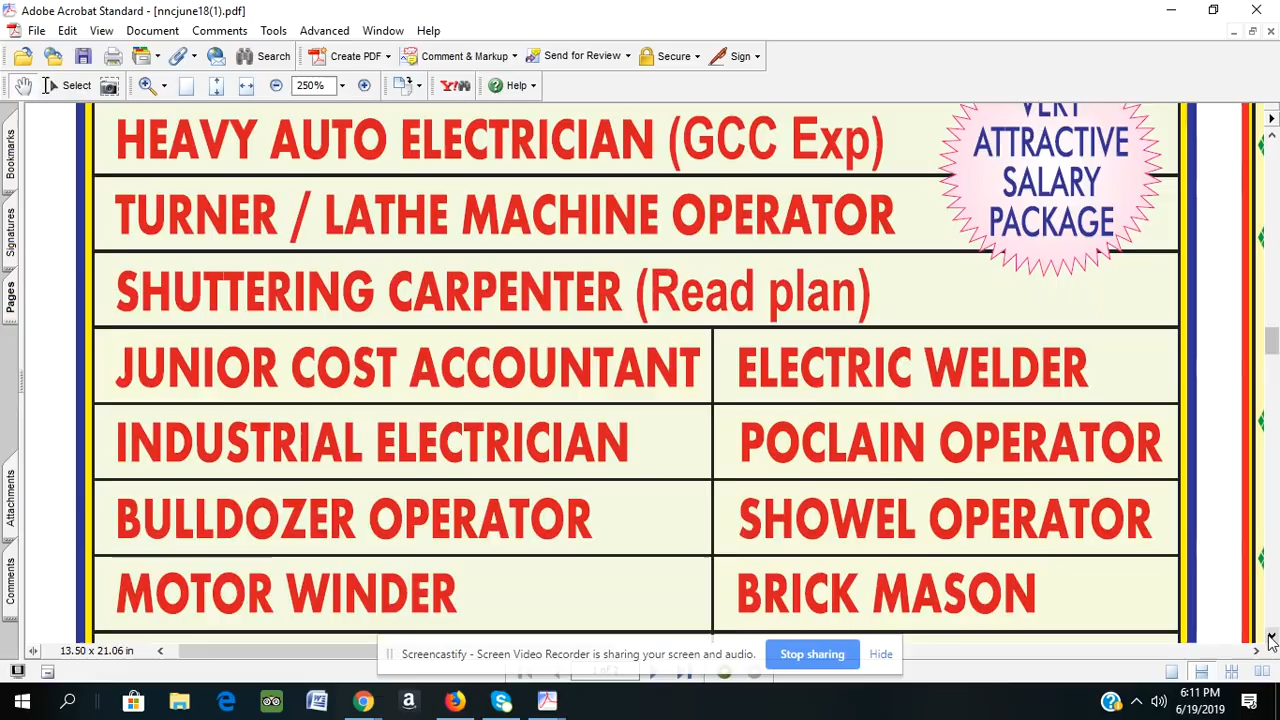 Adobe Acrobat Standard - [nncjune18(1).pdf]
File Edit View Document Comments Tools Advanced Window Help
Search Create PDF Comment & Markup Send for Review Secure Sign
Select 250% Y! Help
Bookmarks
Signatures
Pages
Attachments
Comments
HEAVY AUTO ELECTRICIAN (GCC Exp)
VERY
ATTRACTIVE
SALARY
PACKAGE
TURNER / LATHE MACHINE OPERATOR
SHUTTERING CARPENTER (Read plan)
JUNIOR COST ACCOUNTANT ELECTRIC WELDER
INDUSTRIAL ELECTRICIAN POCLAIN OPERATOR
BULLDOZER OPERATOR SHOWEL OPERATOR
MOTOR WINDER BRICK MASON
13.50 x 21.06 in
Screencastify - Screen Video Recorder is sharing your screen and audio. Stop sharing Hide
1 of 2
6:11 PM
6/19/2019